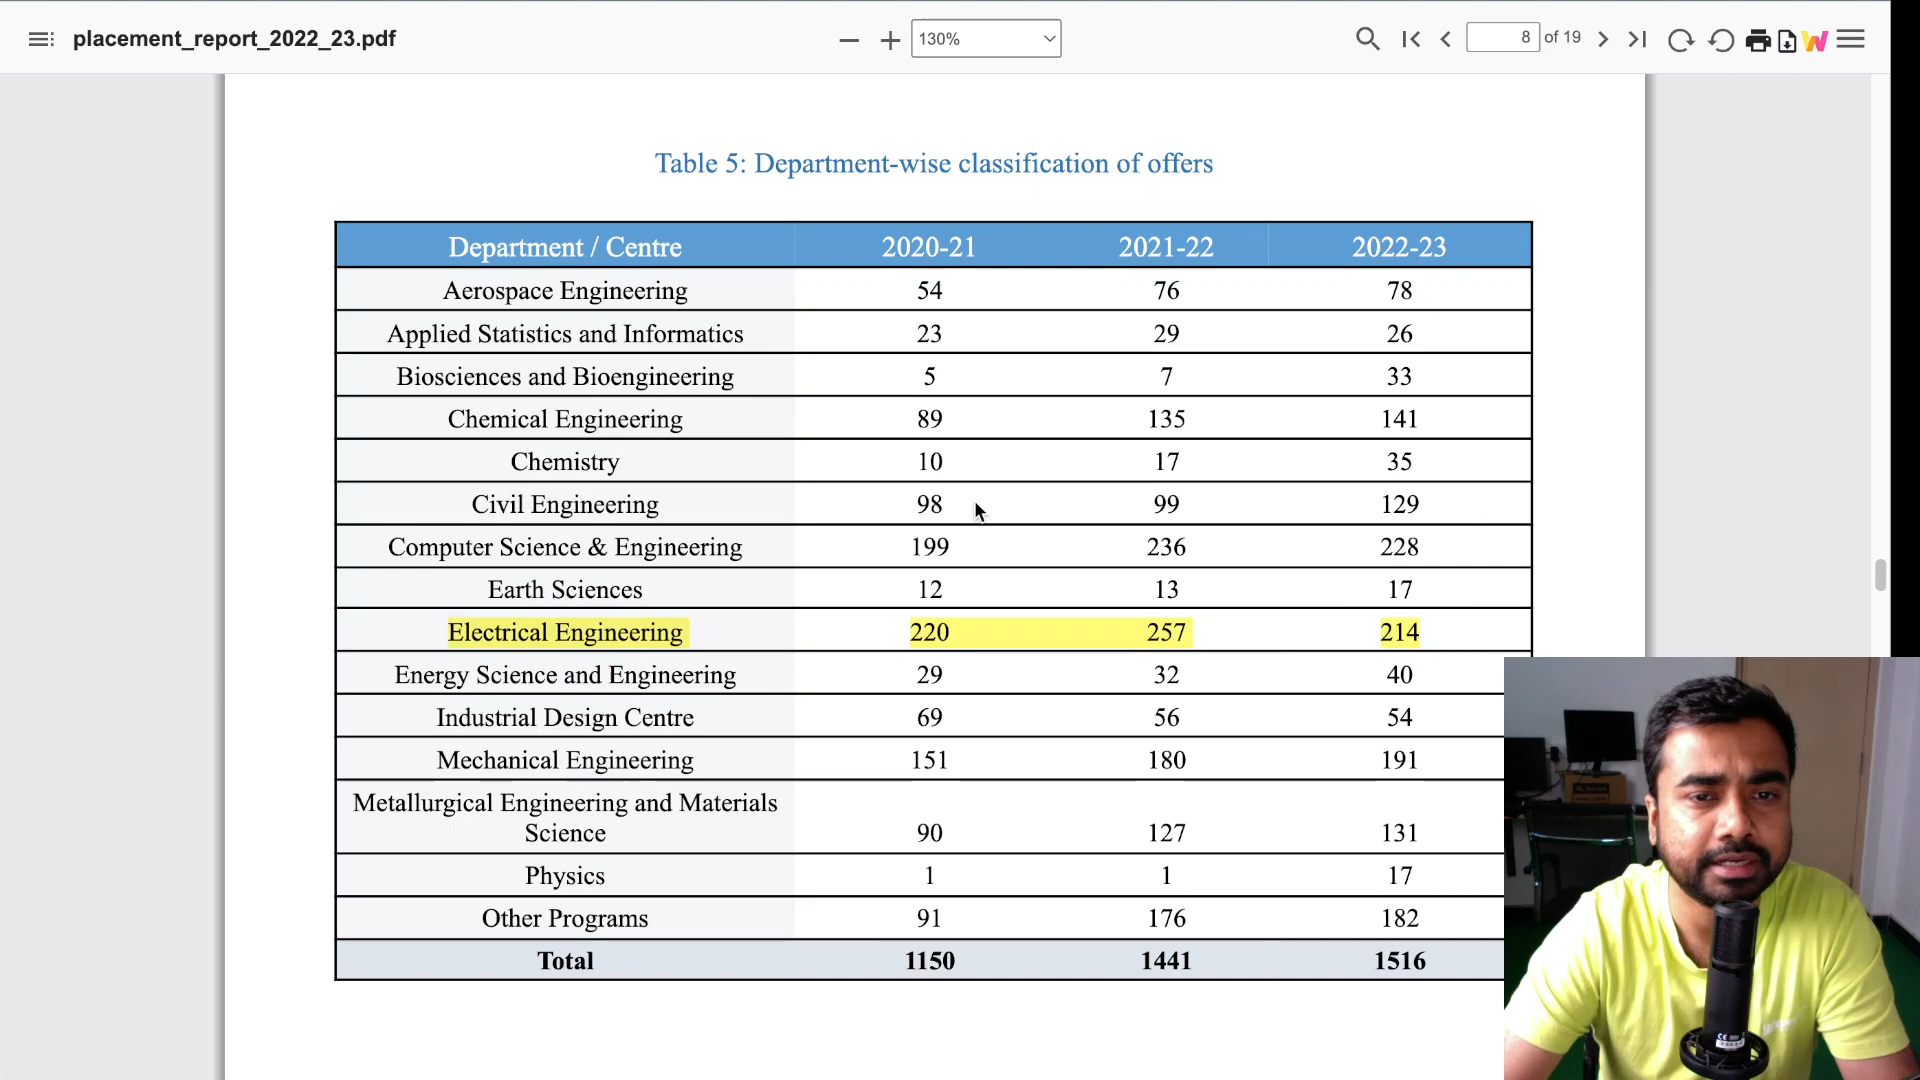 placement_report_2022_23.pdf
130%
8 of 19
Table 5: Department-wise classification of offers
Department / Centre 2020-21 2021-22 2022-23
Aerospace Engineering 54 76 78
Applied Statistics and Informatics 23 29 26
Biosciences and Bioengineering 5 7 33
Chemical Engineering 89 135 141
Chemistry 10 17 35
Civil Engineering 98 99 129
Computer Science & Engineering 199 236 228
Earth Sciences 12 13 17
Electrical Engineering 220 257 214
Energy Science and Engineering 29 32 40
Industrial Design Centre 69 56 54
Mechanical Engineering 151 180 191
Metallurgical Engineering and Materials
Science 90 127 131
Physics 1 1 17
Other Programs 91 176 182
Total 1150 1441 1516